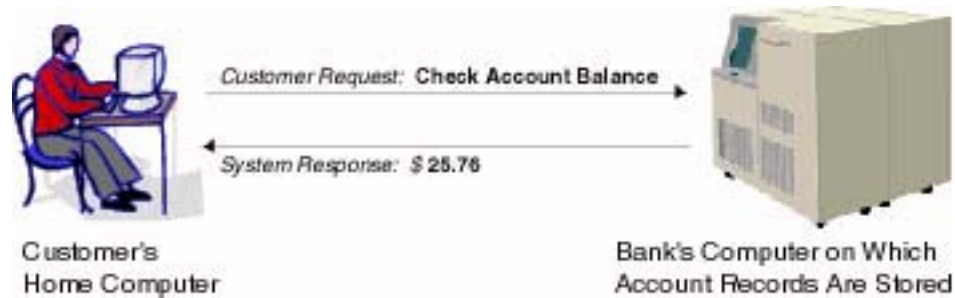 Customer Request: Check Account Balance
System Response: $ 25.76
Customer's
Home Computer
Bank's Computer on Which
Account Records Are Stored